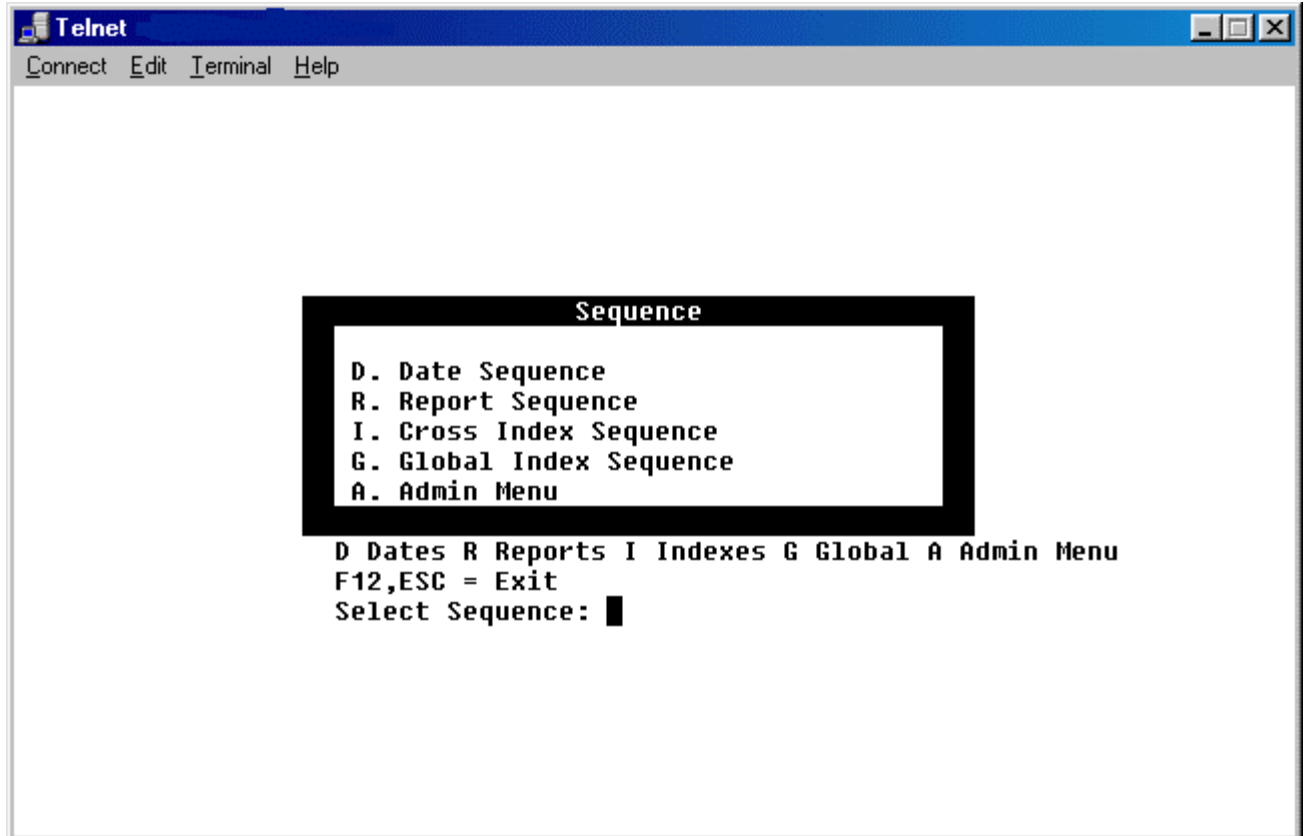 Telnet
Connect Edit Terminal Help
Sequence
D. Date Sequence
R. Report Sequence
I. Cross Index Sequence
G. Global Index Sequence
A. Admin Menu
D Dates R Reports I Indexes G Global A Admin Menu
F12,ESC = Exit
Select Sequence: